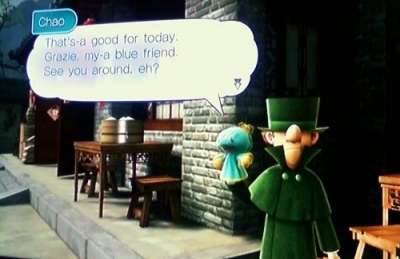 Chao
That's-a good for today.
Grazie, my-a blue friend.
See you around, eh?